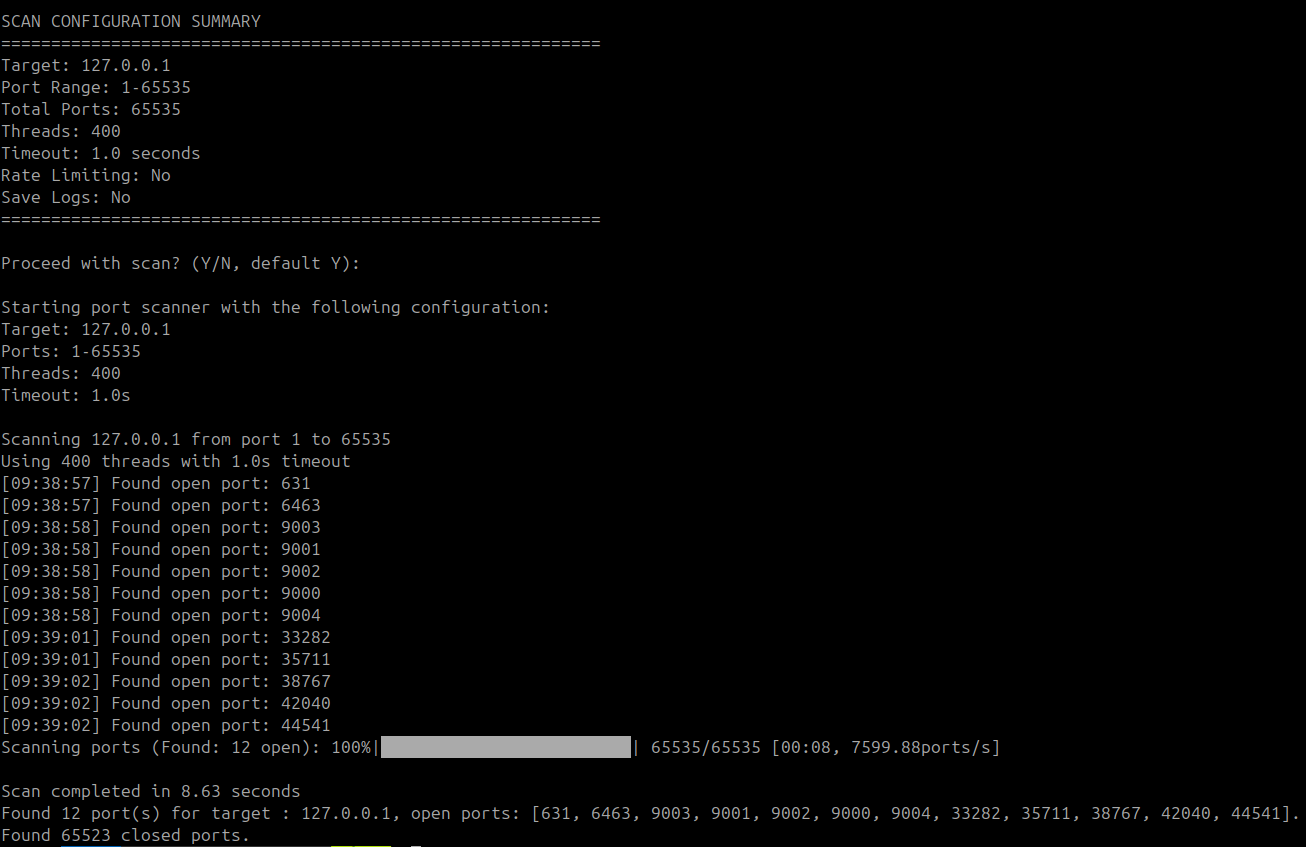 SCAN CONFIGURATION SUMMARY
============================================================
Target: 127.0.0.1
Port Range: 1-65535
Total Ports: 65535
Threads: 400
Timeout: 1.0 seconds
Rate Limiting: No
Save Logs: No
============================================================
Proceed with scan? (Y/N, default Y):
Starting port scanner with the following configuration:
Target: 127.0.0.1
Ports: 1-65535
Threads: 400
Timeout: 1.0s
Scanning 127.0.0.1 from port 1 to 65535
Using 400 threads with 1.0s timeout
[09:38:57] Found open port: 631
[09:38:57] Found open port: 6463
[09:38:58] Found open port: 9003
[09:38:58] Found open port: 9001
[09:38:58] Found open port: 9002
[09:38:58] Found open port: 9000
[09:38:58] Found open port: 9004
[09:39:01] Found open port: 33282
[09:39:01] Found open port: 35711
[09:39:02] Found open port: 38767
[09:39:02] Found open port: 42040
[09:39:02] Found open port: 44541
Scanning ports (Found: 12 open): 100%| | 65535/65535 [00:08, 7599.88ports/s]
Scan completed in 8.63 seconds
Found 12 port(s) for target : 127.0.0.1, open ports: [631, 6463, 9003, 9001, 9002, 9000, 9004, 33282, 35711, 38767, 42040, 44541].
Found 65523 closed ports.